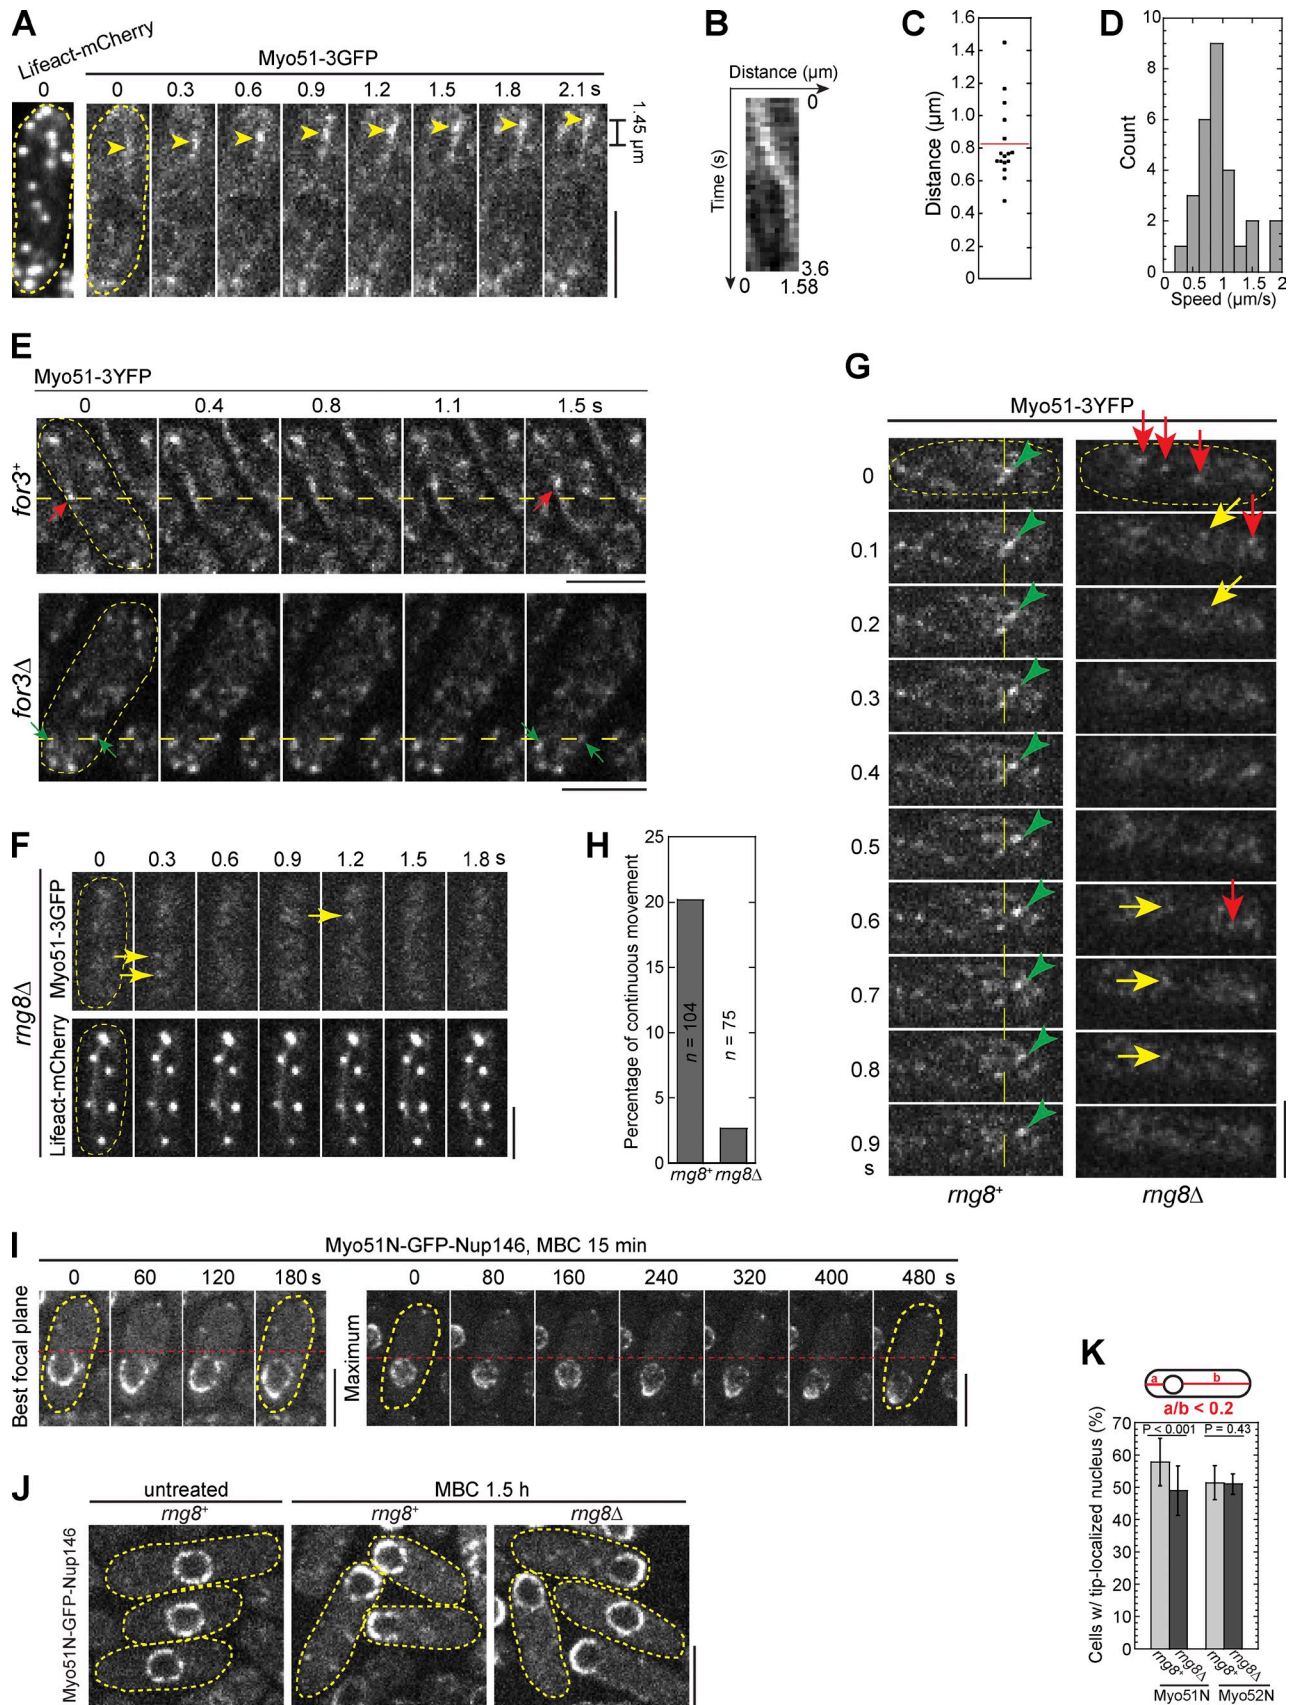 A
Lifeact-mCherry
Myo51-3GFP
0 0 0.3 0.6 0.9 1.2 1.5 1.8 2.1 s
1.45 µm
B
Distance (µm)
0
Time (s)
3.6
0 1.58
C
Distance (µm)
1.6
1.4
1.2
1.0
0.8
0.6
0.4
0.2
0
D
Count
10
8
6
4
2
0
0 0.5 1 1.5 2
Speed (µm/s)
E
Myo51-3YFP
0 0.4 0.8 1.1 1.5 s
for3+
for3Δ
F
0 0.3 0.6 0.9 1.2 1.5 1.8 s
rng8Δ
Myo51-3GFP
Lifeact-mCherry
G
Myo51-3YFP
0
0.1
0.2
0.3
0.4
0.5
0.6
0.7
0.8
0.9
s
rng8+ rng8Δ
H
Percentage of continuous movement
25
20
15
10
5
0
n = 104
n = 75
rng8+ rng8Δ
I
Myo51N-GFP-Nup146, MBC 15 min
0 60 120 180 s
0 80 160 240 320 400 480 s
Best focal plane
Maximum
J
untreated MBC 1.5 h
rng8+ rng8+ rng8Δ
Myo51N-GFP-Nup146
K
a b
a/b < 0.2
Cells w/ tip-localized nucleus (%)
70
60
50
40
30
20
10
0
P < 0.001 P = 0.43
rng8+ rng8Δ rng8+ rng8Δ
Myo51N Myo52N